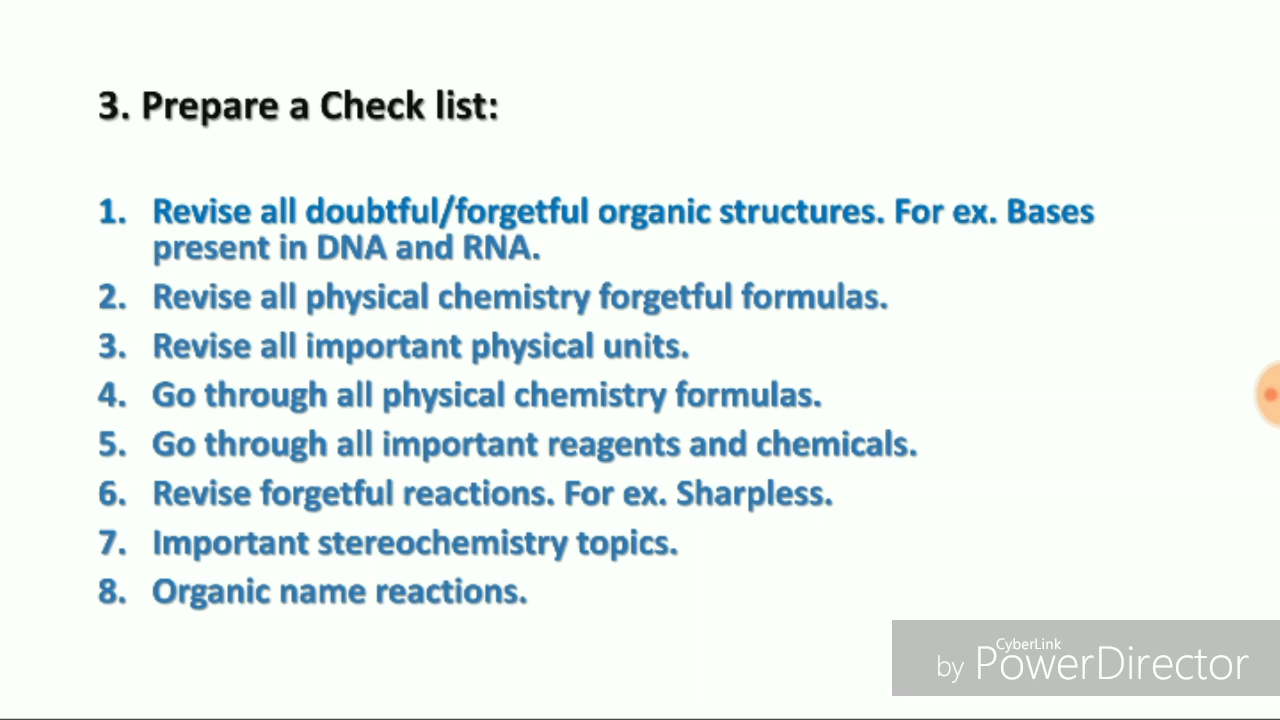 3. Prepare a Check list:
1. Revise all doubtful/forgetful organic structures. For ex. Bases
present in DNA and RNA.
2. Revise all physical chemistry forgetful formulas.
3. Revise all important physical units.
4. Go through all physical chemistry formulas.
5. Go through all important reagents and chemicals.
6. Revise forgetful reactions. For ex. Sharpless.
7. Important stereochemistry topics.
8. Organic name reactions.
CyberLink
by PowerDirector